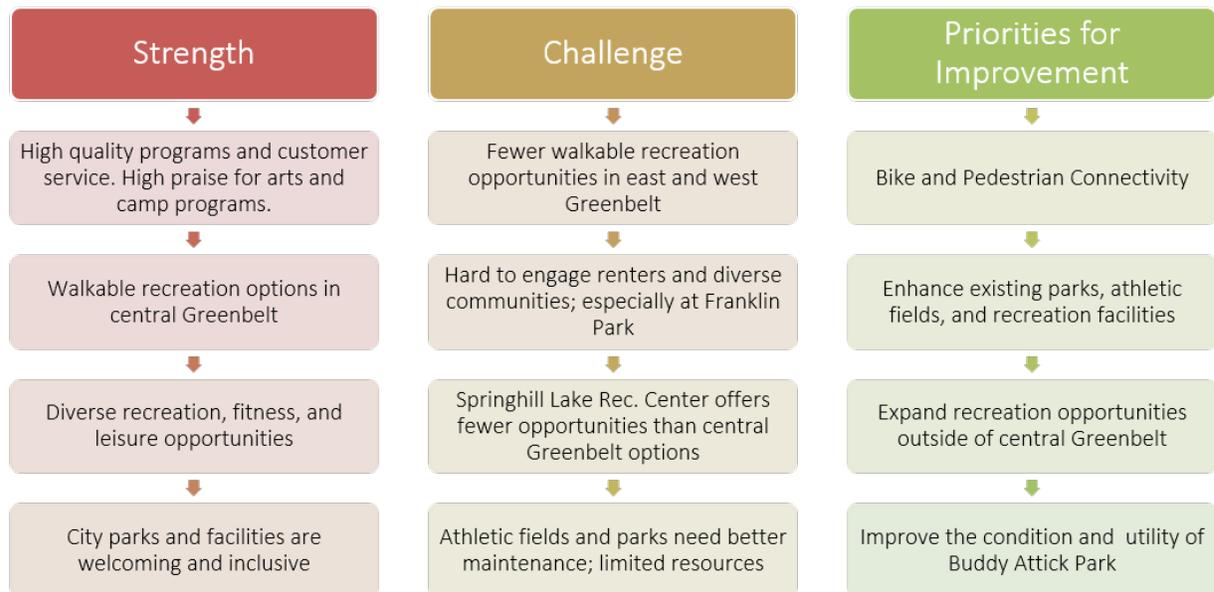 Strength
High quality programs and customer
service. High praise for arts and
camp programs.
Walkable recreation options in
central Greenbelt
Diverse recreation, fitness, and
leisure opportunities
City parks and facilities are
welcoming and inclusive
Challenge
Fewer walkable recreation
opportunities in east and west
Greenbelt
Hard to engage renters and diverse
communities; especially at Franklin
Park
Springhill Lake Rec. Center offers
fewer opportunities than central
Greenbelt options
Athletic fields and parks need better
maintenance; limited resources
Priorities for
Improvement
Bike and Pedestrian Connectivity
Enhance existing parks, athletic
fields, and recreation facilities
Expand recreation opportunities
outside of central Greenbelt
Improve the condition and  utility of
Buddy Attick Park